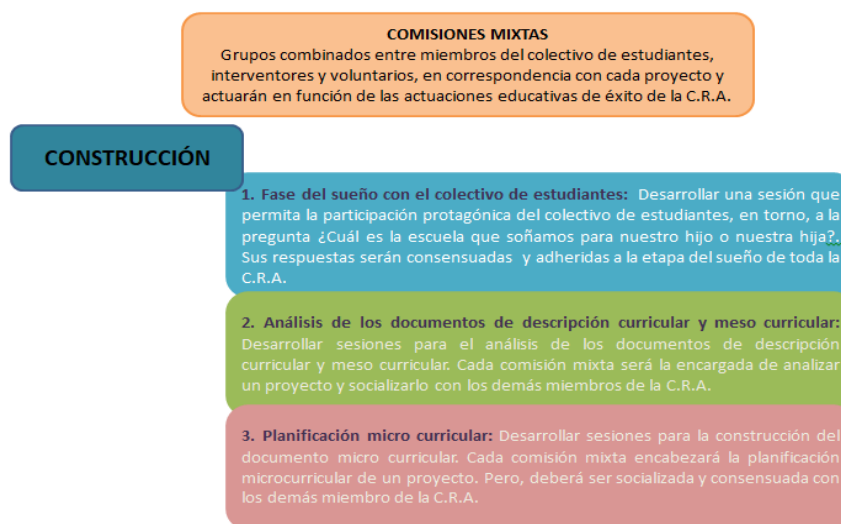 COMISIONES MIXTAS
Grupos combinados entre miembros del colectivo de estudiantes,
interventores y voluntarios, en correspondencia con cada proyecto y
actuarán en función de las actuaciones educativas de éxito de la C.R.A.
CONSTRUCCIÓN
1. Fase del sueño con el colectivo de estudiantes: Desarrollar una sesión que
permita la participación protagónica del colectivo de estudiantes, en torno, a la
pregunta ¿Cuál es la escuela que soñamos para nuestro hijo o nuestra hija?.
Sus respuestas serán consensuadas y adheridas a la etapa del sueño de toda la
C.R.A.
2. Análisis de los documentos de descripción curricular y meso curricular:
Desarrollar sesiones para el análisis de los documentos de descripción
curricular y meso curricular. Cada comisión mixta será la encargada de analizar
un proyecto y socializarlo con los demás miembros de la C.R.A.
3. Planificación micro curricular: Desarrollar sesiones para la construcción del
documento micro curricular. Cada comisión mixta encabezará la planificación
microcurricular de un proyecto. Pero, deberá ser socializada y consensuada con
los demás miembro de la C.R.A.